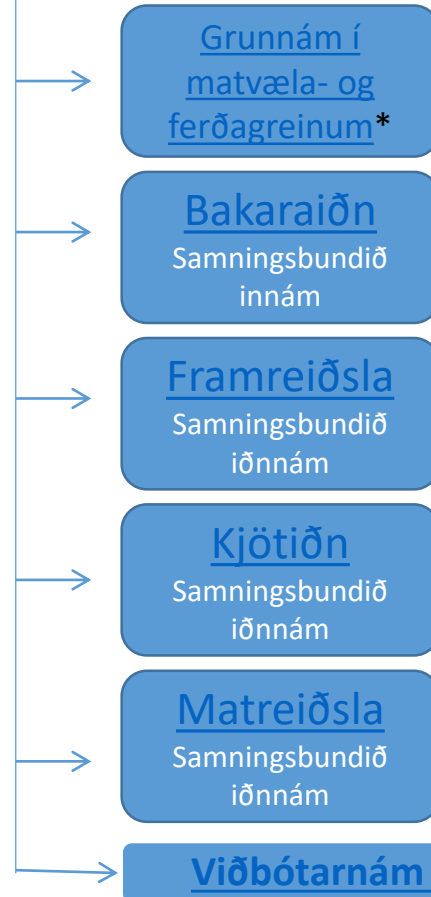 Grunnám í
matvæla- og
ferðagreinum*
Bakaraiðn
Samningsbundið
innám
Framreiðsla
Samningsbundið
iðnnám
Kjötiðn
Samningsbundið
iðnnám
Matreiðsla
Samningsbundið
iðnnám
Viðbótarnám